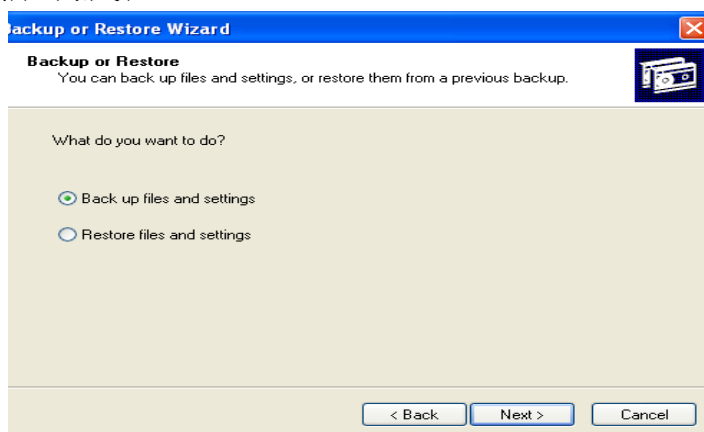 Backup or Restore Wizard
Backup or Restore
You can back up files and settings, or restore them from a previous backup.
What do you want to do?
Back up files and settings
Restore files and settings
< Back Next > Cancel